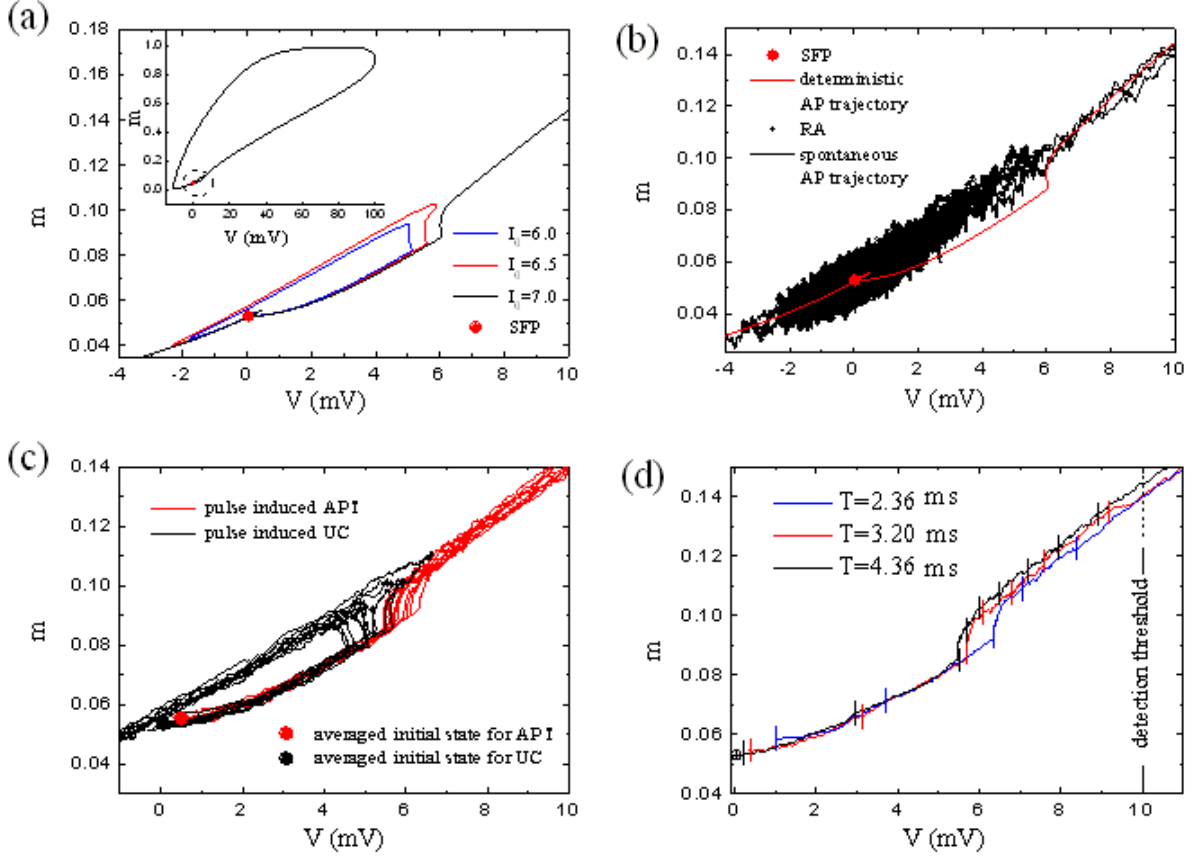 (a)
0.18
0.16
0.14
0.12
0.10
0.08
0.06
0.04
m
-4 -2 0 2 4 6 8 10
V (mV)
1.0
0.8
0.6
0.4
0.2
0.0
m
0 20 40 60 80 100
V (mV)
=6.0
=6.5
=7.0
SFP
(b)
0.14
0.12
0.10
0.08
0.06
0.04
m
-4 -2 0 2 4 6 8 10
V (mV)
SFP
deterministic
AP trajectory
RA
spontaneous
AP trajectory
(c)
0.14
0.12
0.10
0.08
0.06
0.04
m
0 2 4 6 8 10
V (mV)
pulse induced API
pulse induced UC
averaged initial state for API
averaged initial state for UC
(d)
0.14
0.12
0.10
0.08
0.06
0.04
m
0 2 4 6 8 10
V (mV)
T=2.36 ms
T=3.20 ms
T=4.36 ms
detection threshold